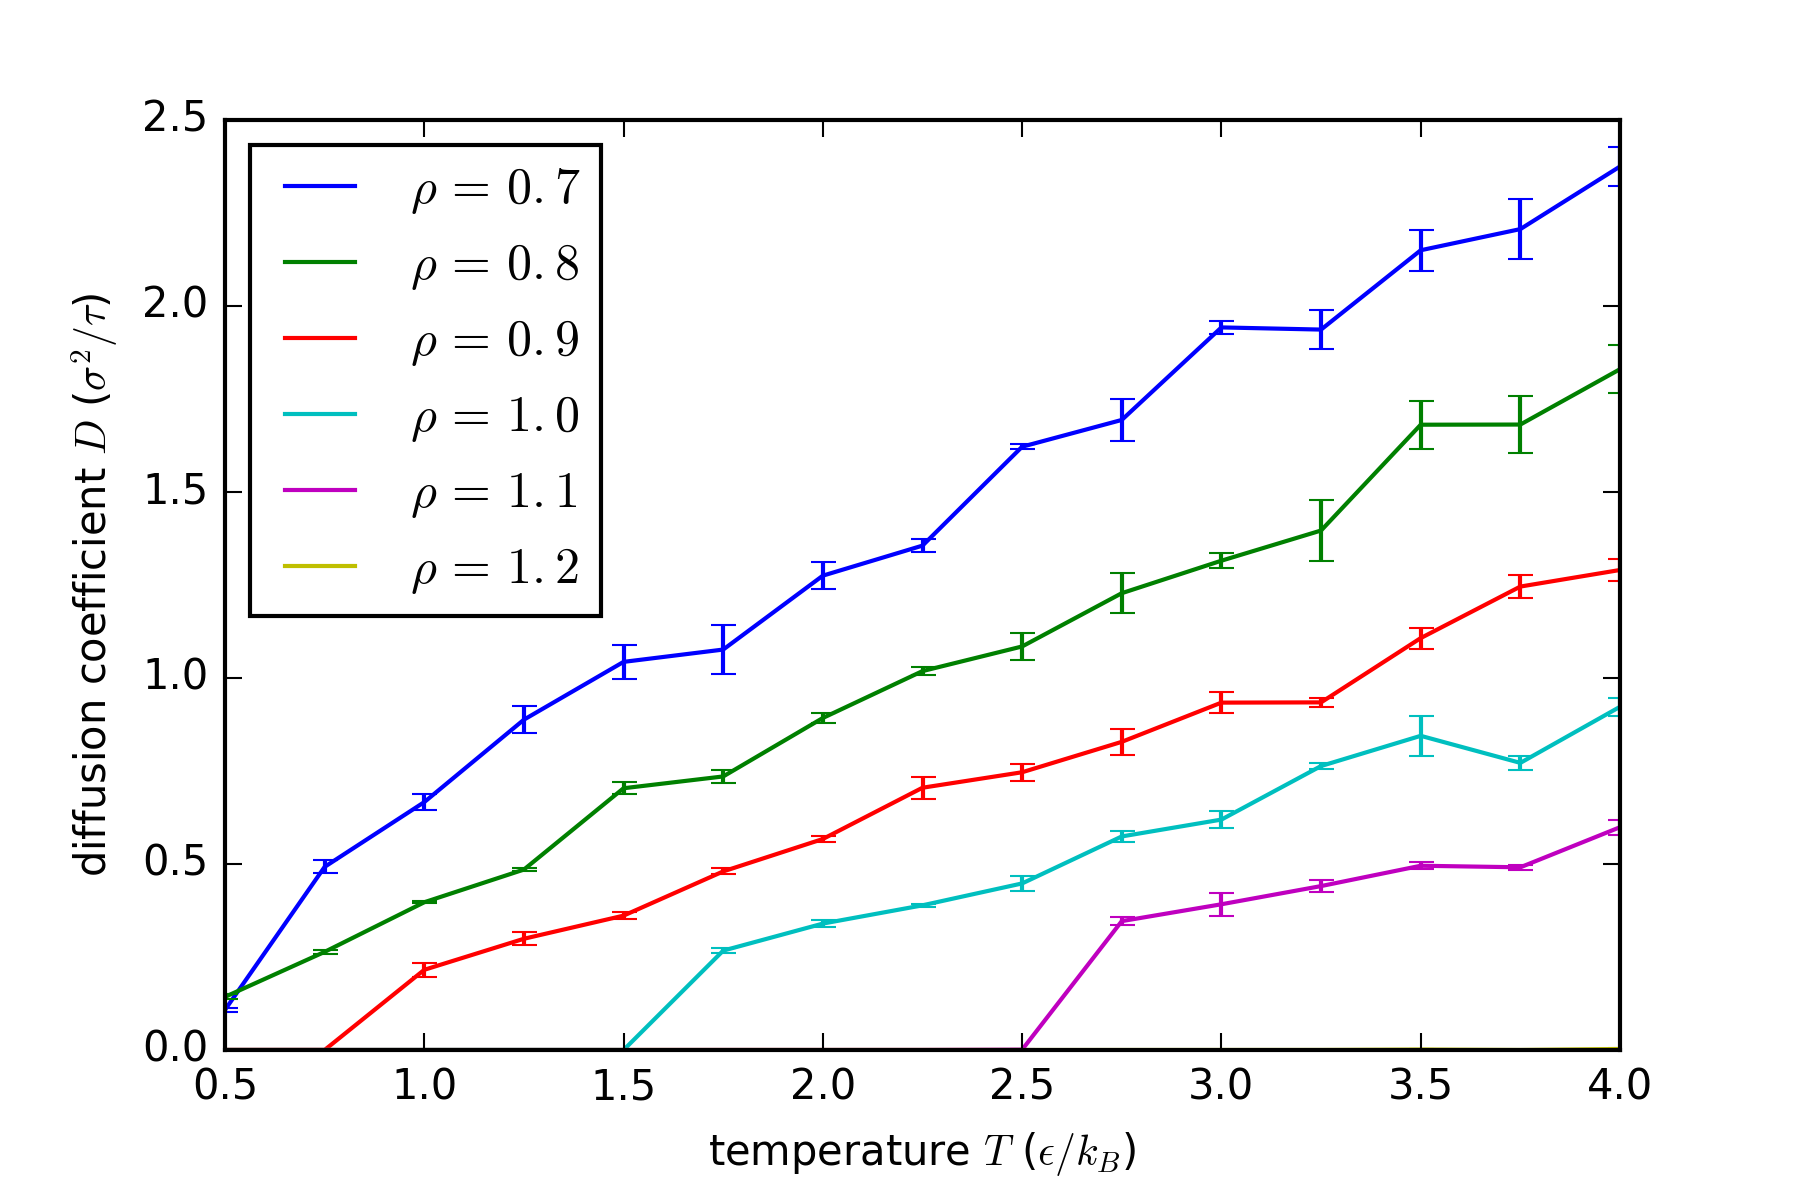 2.5
2.0
1.5
1.0
0.5
0.0
diffusion coefficient D (σ²/τ)
ρ = 0.7
ρ = 0.8
ρ = 0.9
ρ = 1.0
ρ = 1.1
ρ = 1.2
0.5 1.0 1.5 2.0 2.5 3.0 3.5 4.0
temperature T (ϵ/k_B)